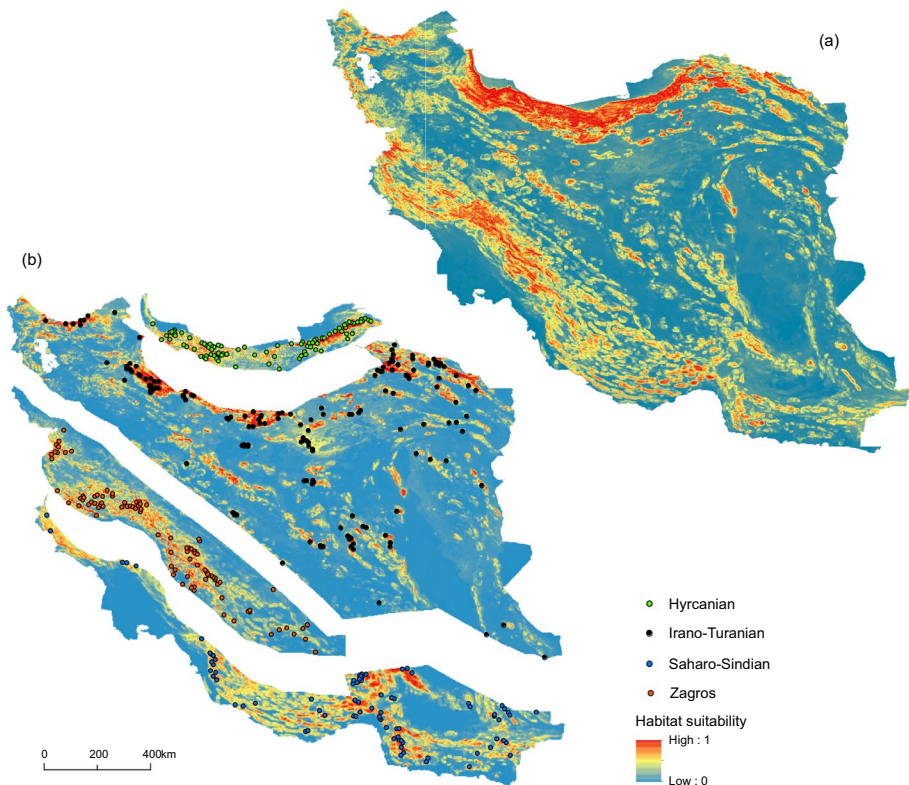 (a)
(b)
Hyrcanian
Irano-Turanian
Saharo-Sindian
Zagros
Habitat suitability
High : 1
Low : 0
0 200 400km